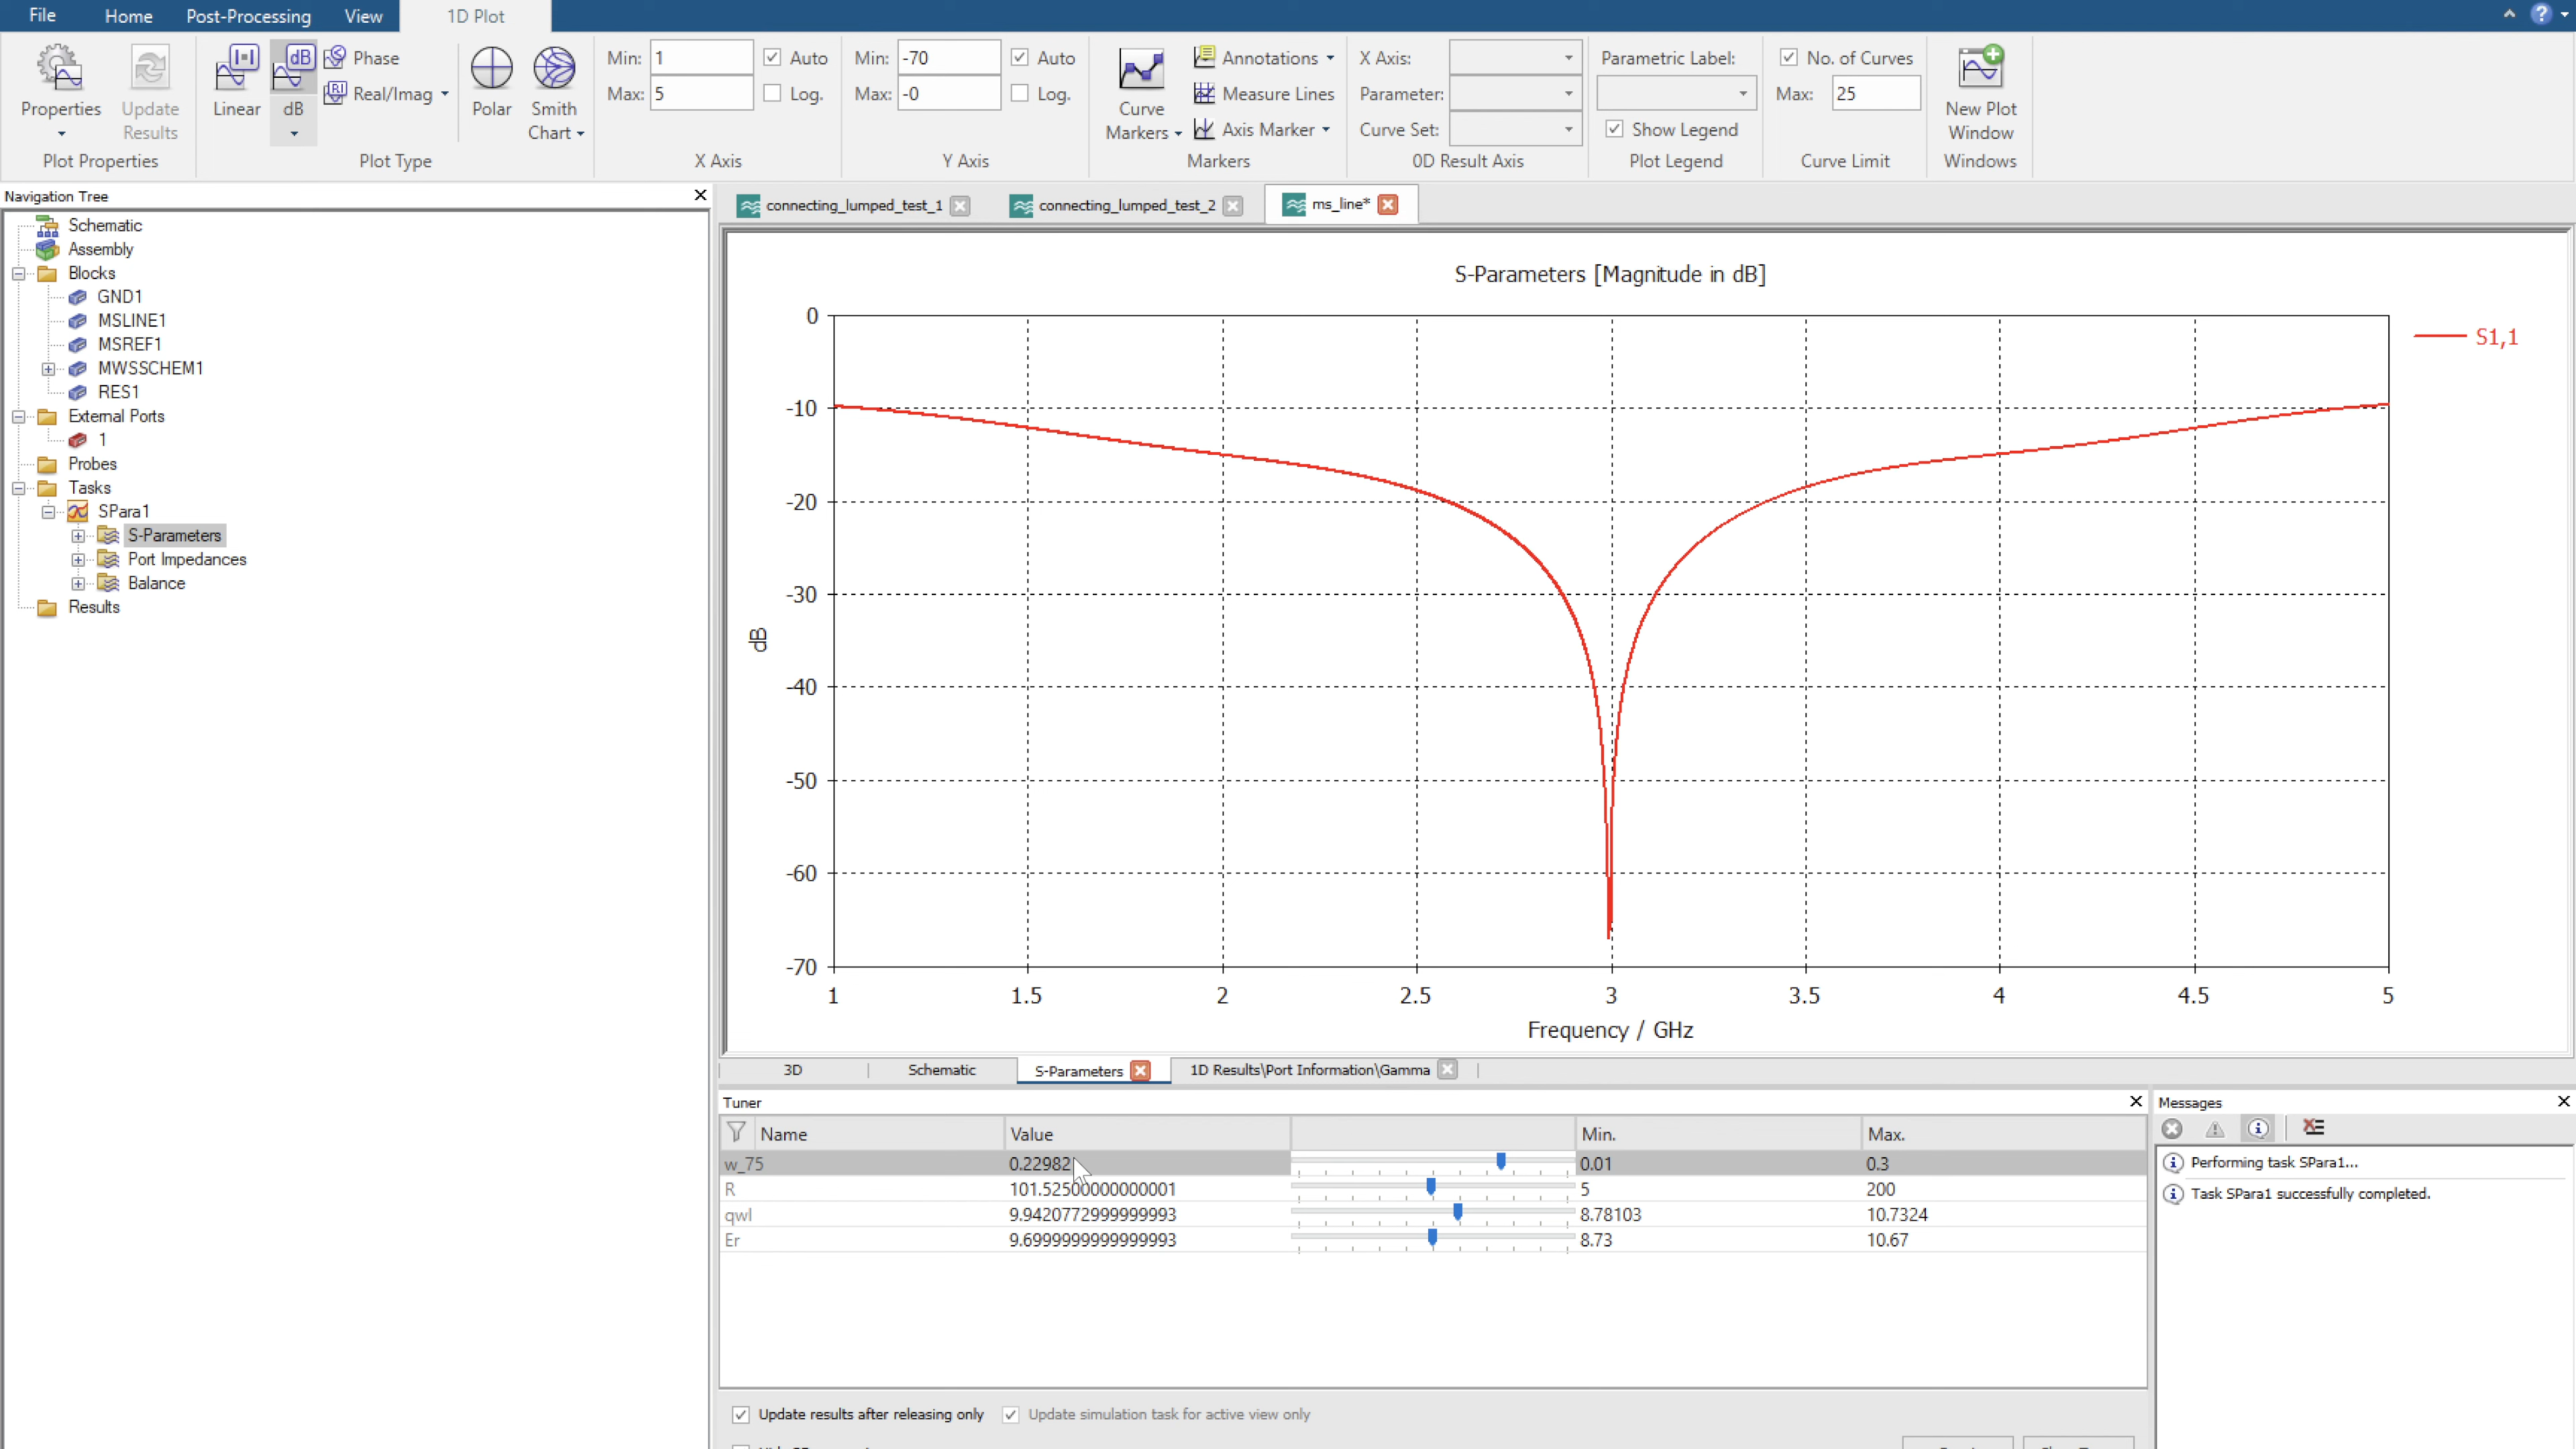 File Home Post-Processing View 1D Plot
Properties Update Results
Plot Properties
Linear dB Phase Real/Imag Polar Smith Chart
Plot Type
Min: 1 Auto
Max: 5 Log.
X Axis
Min: -70 Auto
Max: -0 Log.
Y Axis
Curve Markers Annotations Measure Lines Axis Marker
Markers
X Axis:
Parameter:
Curve Set:
0D Result Axis
Parametric Label:
Show Legend
Plot Legend
No. of Curves
Max: 25
Curve Limit
New Plot Window
Windows
Navigation Tree
Schematic
Assembly
Blocks
GND1
MSLINE1
MSREF1
MWSSCHEM1
RES1
External Ports
1
Probes
Tasks
SPara1
S-Parameters
Port Impedances
Balance
Results
connecting_lumped_test_1 connecting_lumped_test_2 ms_line*
S-Parameters [Magnitude in dB]
S1,1
0
-10
-20
-30
-40
-50
-60
-70
dB
1 1.5 2 2.5 3 3.5 4 4.5 5
Frequency / GHz
3D Schematic S-Parameters 1D Results\Port Information\Gamma
Tuner
Name Value Min. Max.
w_75 0.22982 0.01 0.3
R 101.52500000000001 5 200
qwl 9.9420772999999993 8.78103 10.7324
Er 9.6999999999999993 8.73 10.67
Update results after releasing only Update simulation task for active view only
Messages
Performing task SPara1...
Task SPara1 successfully completed.